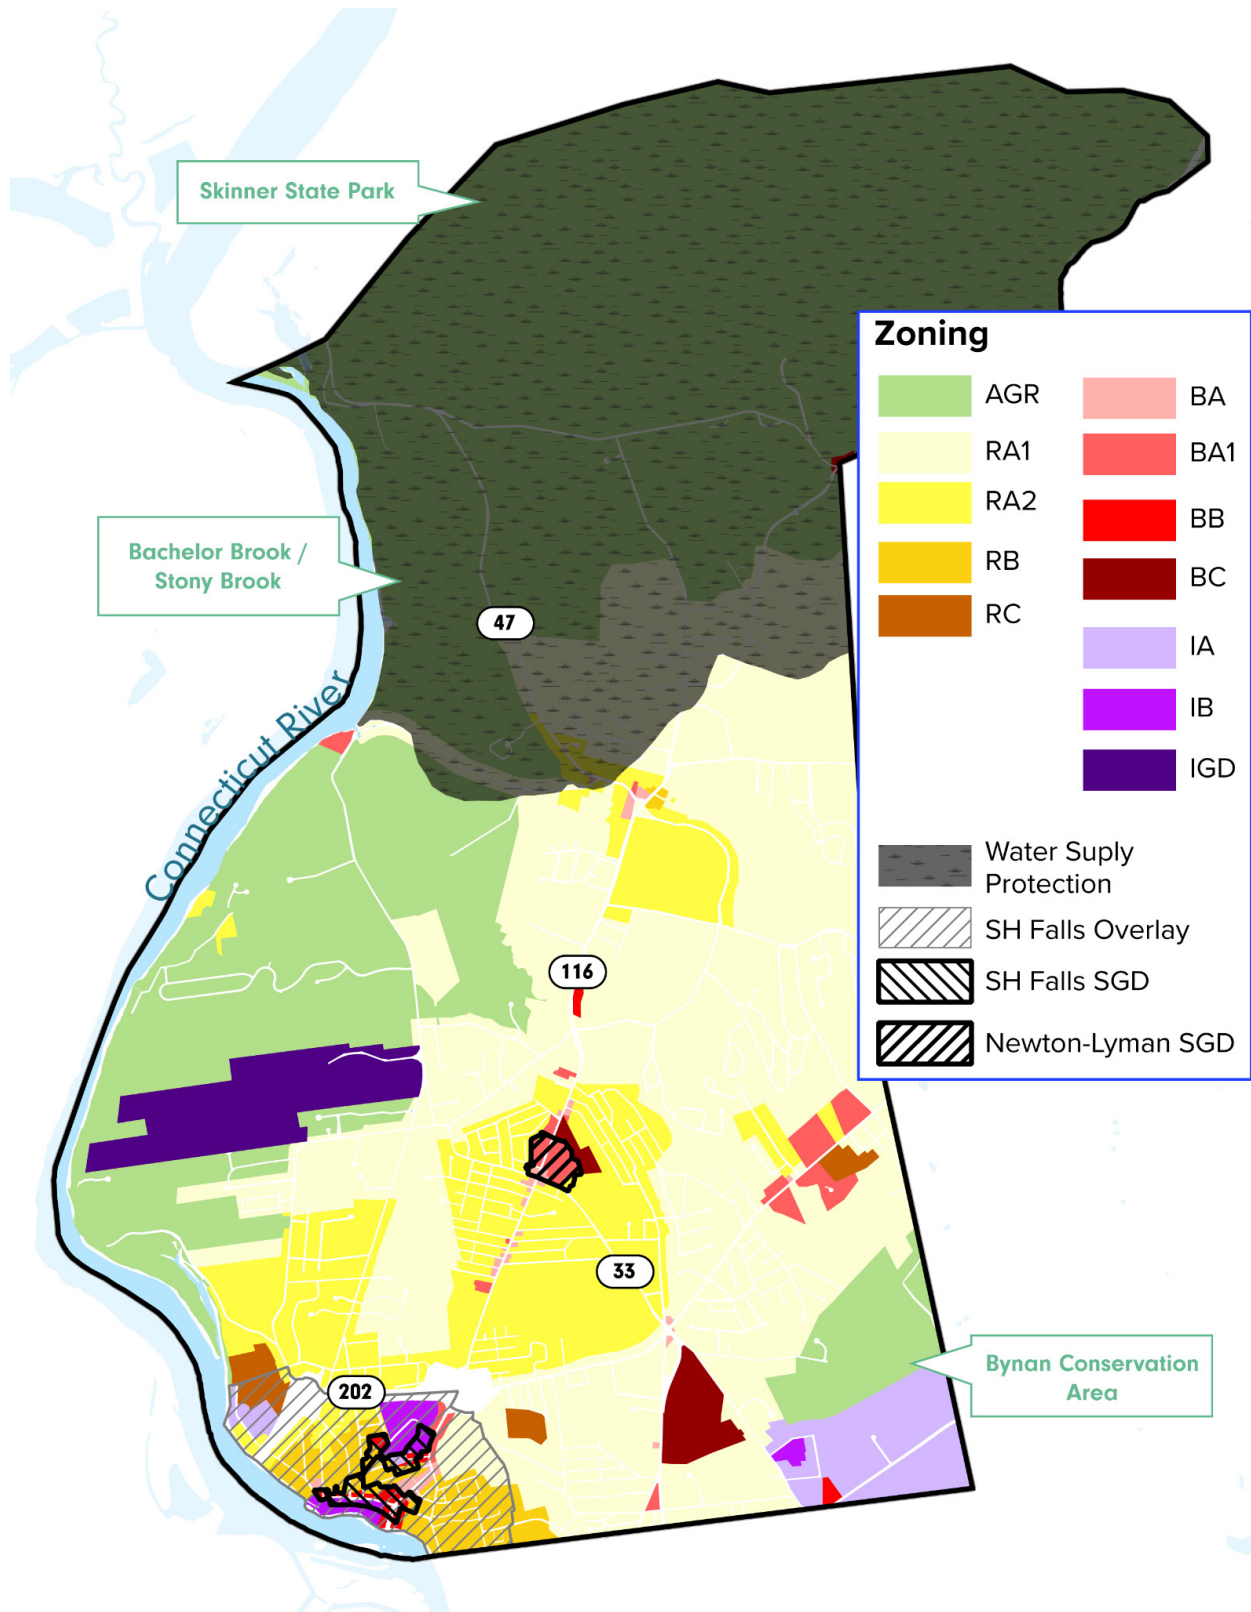 Skinner State Park
Zoning
AGR
RA1
RA2
RB
RC
BA
BA1
BB
BC
IA
IB
IGD
Water Suply
Protection
SH Falls Overlay
SH Falls SGD
Newton-Lyman SGD
Bachelor Brook /
Stony Brook
47
Connecticut River
116
33
Bynan Conservation
Area
202